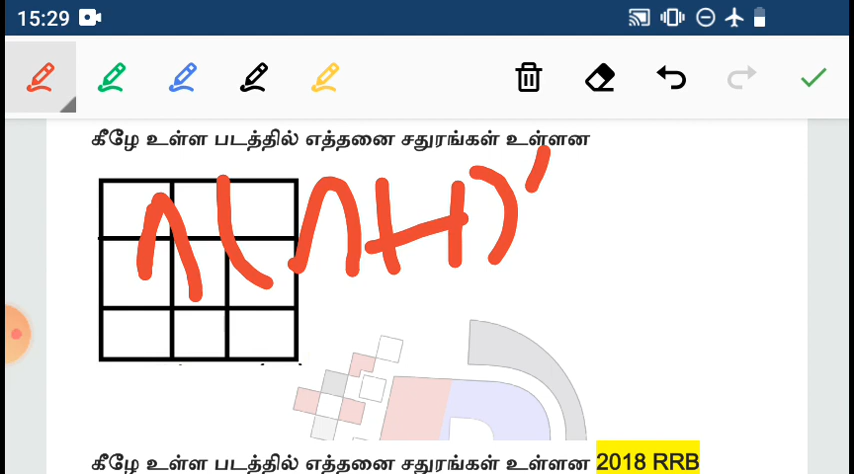 15:29
கீழே உள்ள படத்தில் எத்தனை சதுரங்கள் உள்ளன
கீழே உள்ள படத்தில் எத்தனை சதுரங்கள் உள்ளன 2018 RRB